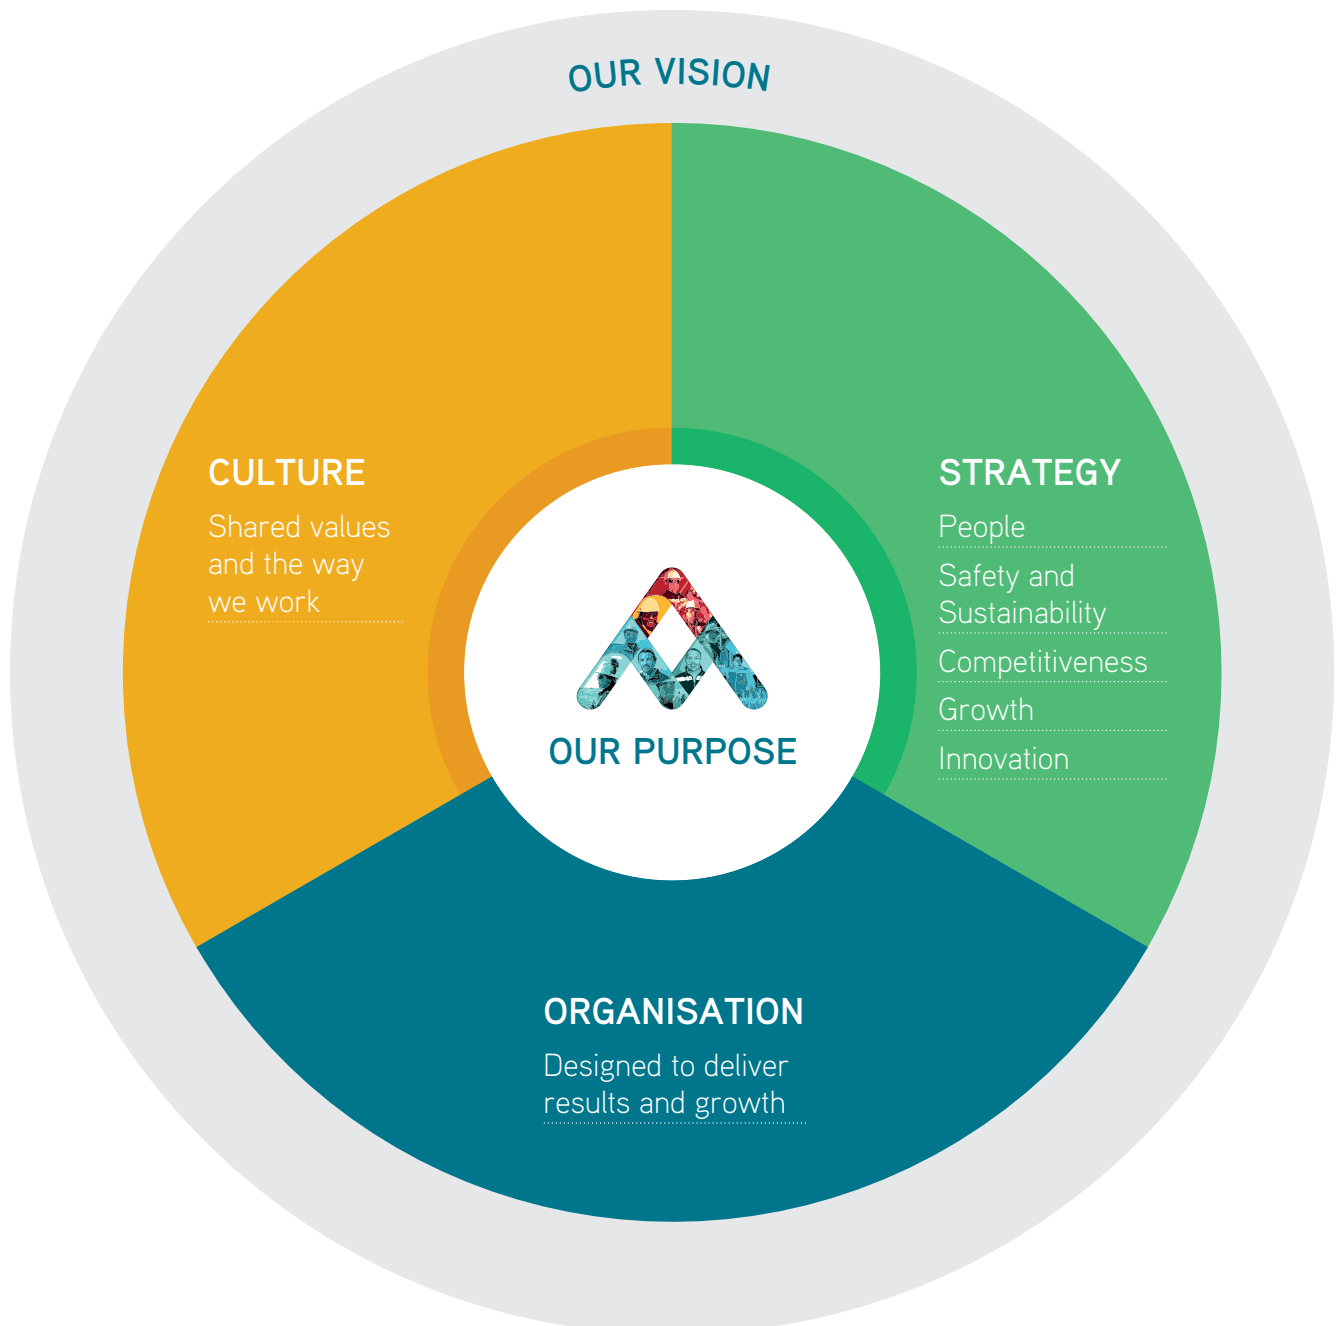 OUR VISION
CULTURE
Shared values
and the way
we work
STRATEGY
People
Safety and
Sustainability
Competitiveness
Growth
Innovation
OUR PURPOSE
ORGANISATION
Designed to deliver
results and growth